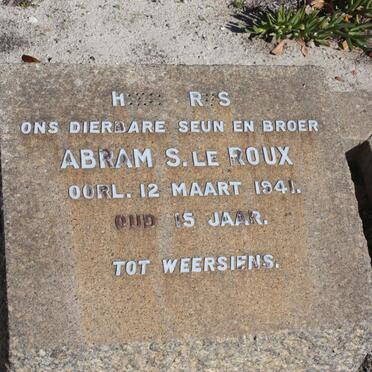 ONS DIERBARE SEUN EN BROER
ABRAM S. LE ROUX
OORL. 12 MAART 1941.
OUD 15 JAAR.
TOT WEERSIENS.